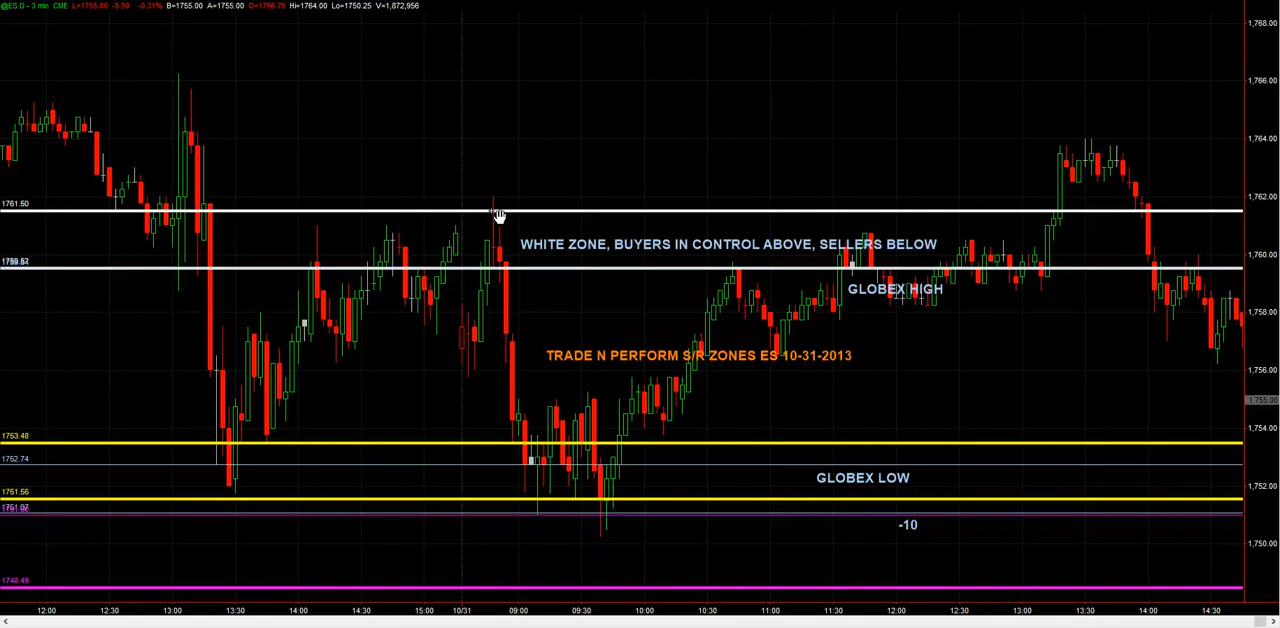 @ES.D - 3 min CME L=1755.00 -5.50 -0.31% B=1755.00 A=1755.00 O=1756.75 Hi=1764.00 Lo=1750.25 V=1,872,956
1,768.00
1,766.00
1,764.00
1,762.00
1761.50
WHITE ZONE, BUYERS IN CONTROL ABOVE, SELLERS BELOW
1,760.00
GLOBEX HIGH
1,758.00
TRADE N PERFORM S/R ZONES ES 10-31-2013
1,756.00
1,755.00
1,754.00
1753.48
1752.74
GLOBEX LOW
1,752.00
1751.56
-10
1,750.00
1748.49
12:00 12:30 13:00 13:30 14:00 14:30 15:00 10/31 09:00 09:30 10:00 10:30 11:00 11:30 12:00 12:30 13:00 13:30 14:00 14:30